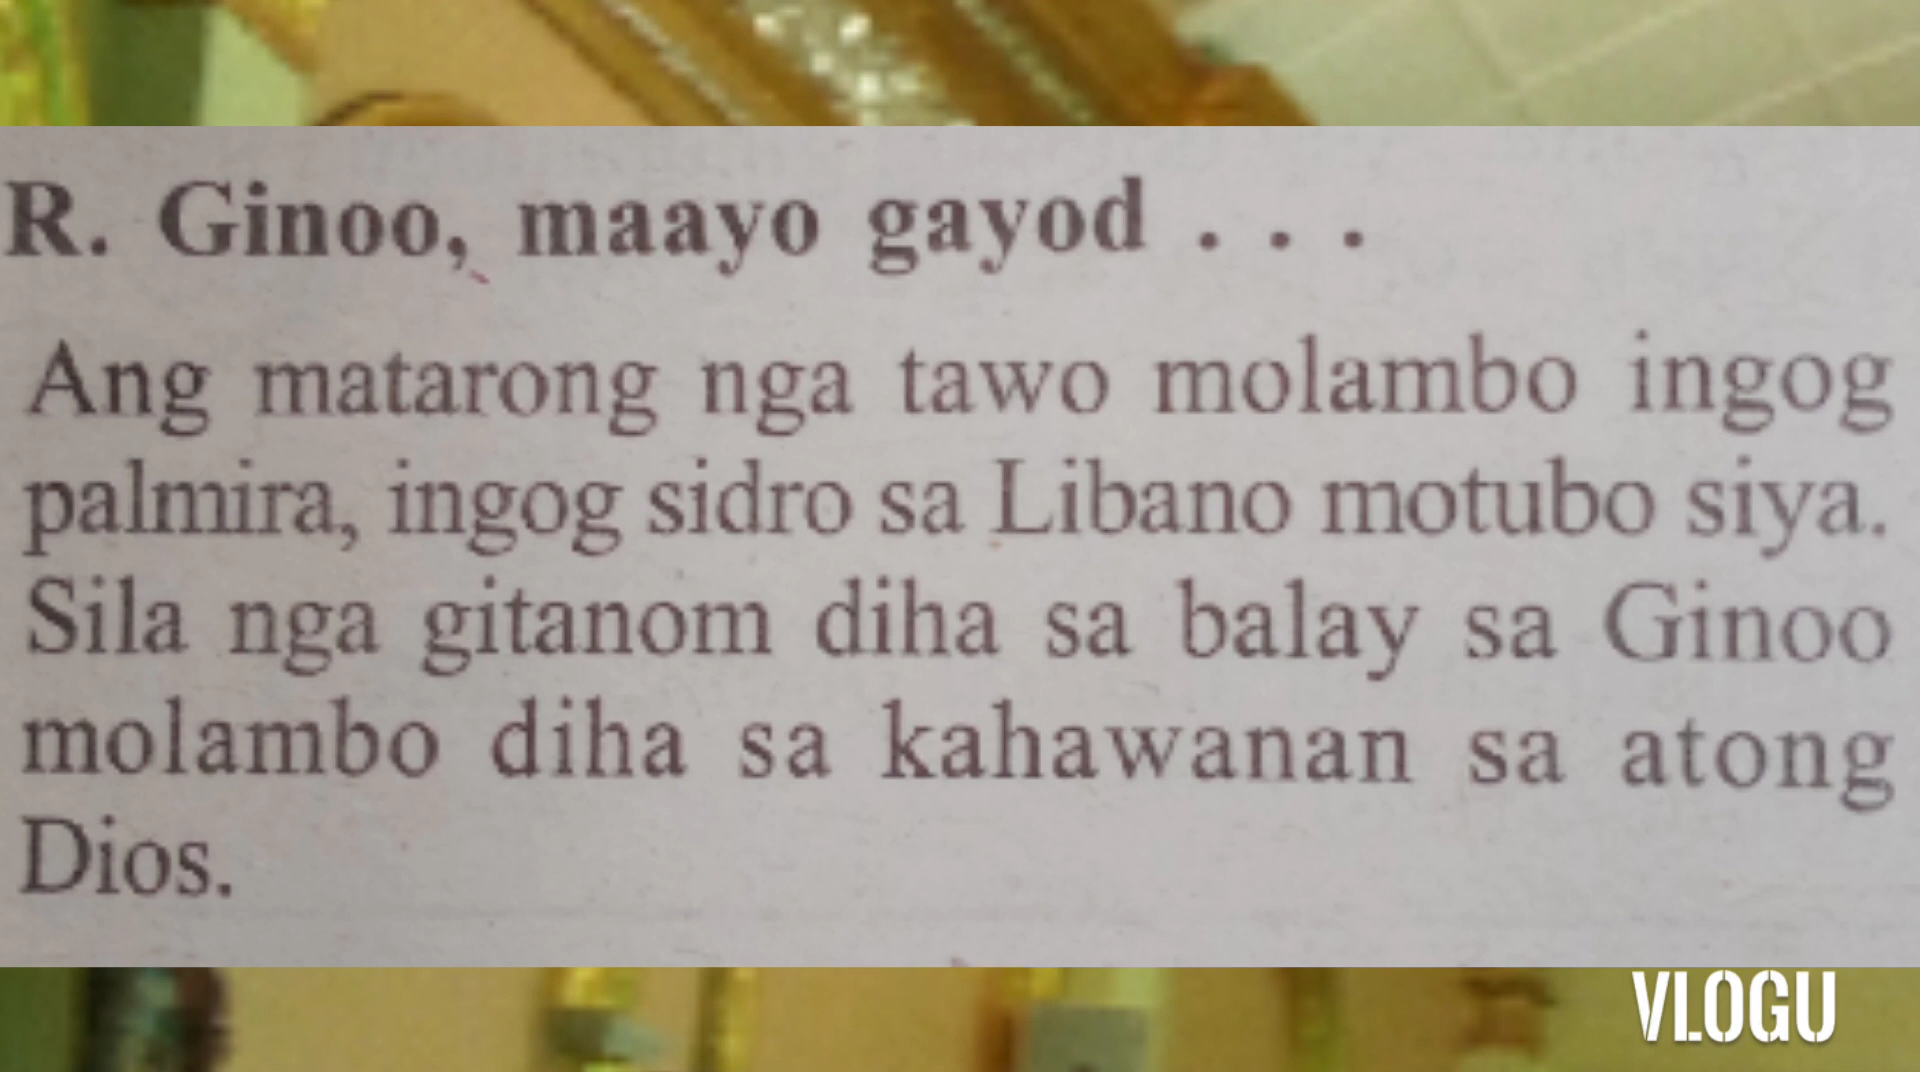 R. Ginoo, maayo gayod . . .
Ang matarong nga tawo molambo ingog
palmira, ingog sidro sa Libano motubo siya.
Sila nga gitanom diha sa balay sa Ginoo
molambo diha sa kahawanan sa atong
Dios.
VLOGU